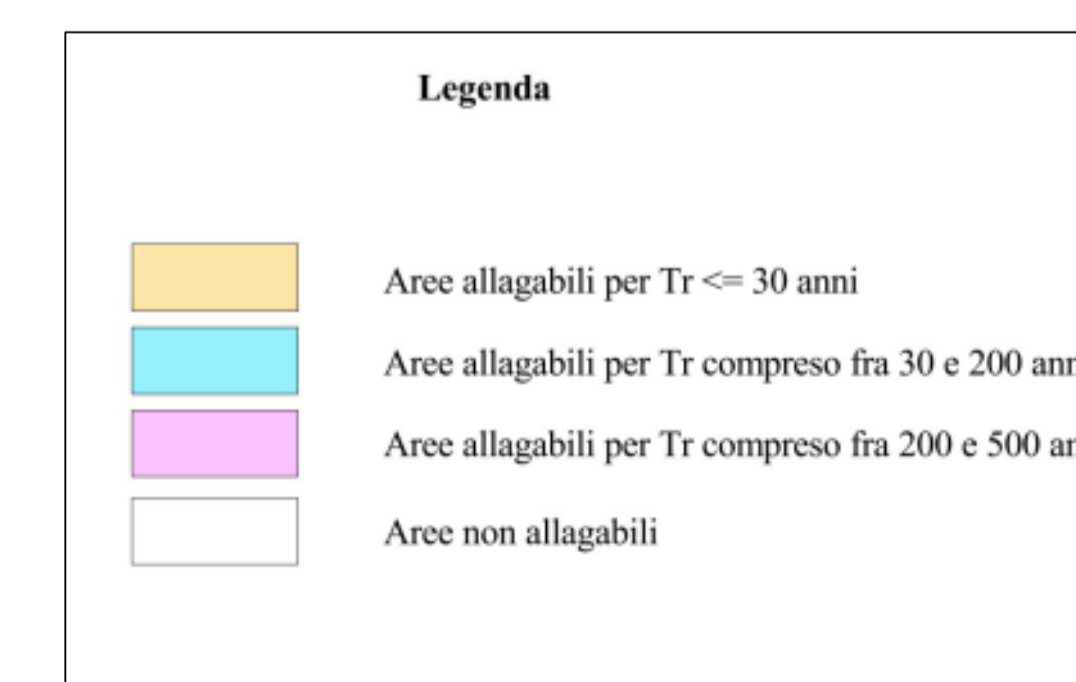 Legenda
Aree allagabili per Tr <= 30 anni
Aree allagabili per Tr compreso fra 30 e 200
Aree allagabili per Tr compreso fra 200 e 500
Aree non allagabili